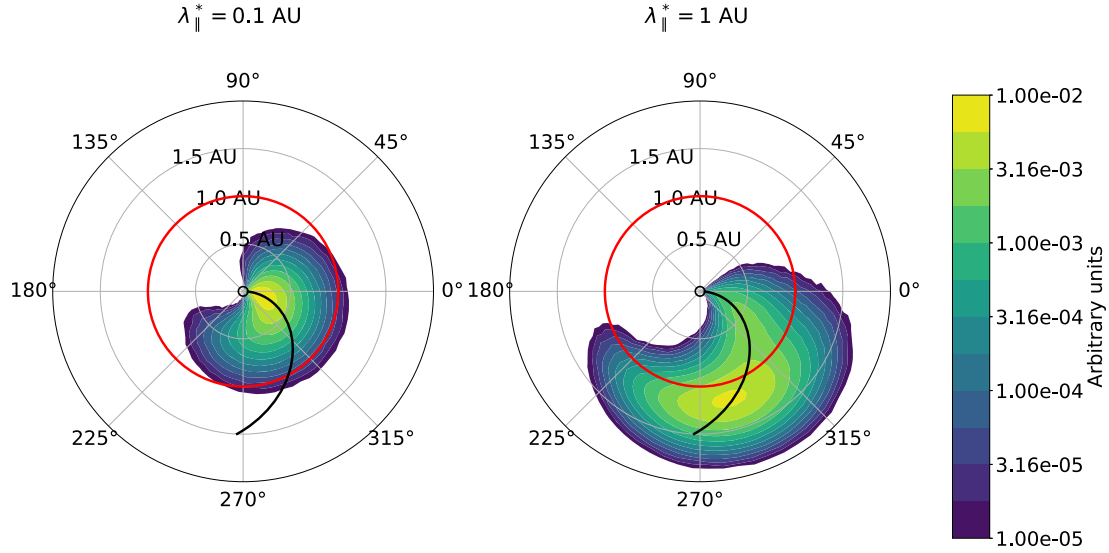 λ∥* = 0.1 AU
90°
135°
45°
1.5 AU
1.0 AU
0.5 AU
180°
0°
225°
315°
270°
λ∥* = 1 AU
90°
135°
45°
1.5 AU
1.0 AU
0.5 AU
180°
0°
225°
315°
270°
1.00e-02
3.16e-03
1.00e-03
3.16e-04
1.00e-04
3.16e-05
1.00e-05
Arbitrary units